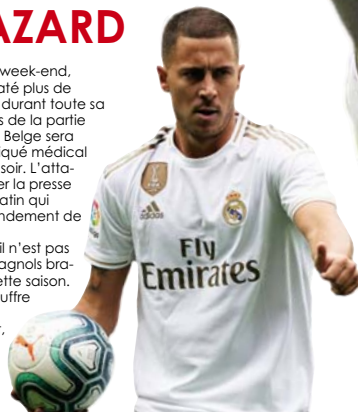 AZARD
week-end,
até plus de
durant toute sa
s de la partie
Belge sera
iqué médical
soir. L'atta-
er la presse
atin qui
ndement de
il n'est pas
agnols bra-
ette saison.
uffre
adidas
Fly
Emirates